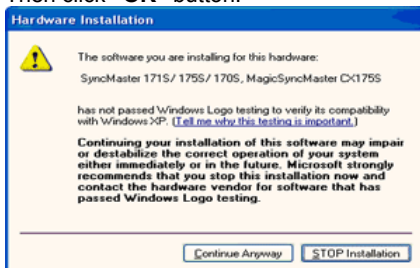 Then click "OK" button.
Hardware Installation
The software you are installing for this hardware:
SyncMaster 171S/ 175S/ 170S, MagicSyncMaster CX175S
has not passed Windows Logo testing to verify its compatibility
with Windows XP. (Tell me why this testing is important.)
Continuing your installation of this software may impair
or destabilize the correct operation of your system
either immediately or in the future. Microsoft strongly
recommends that you stop this installation now and
contact the hardware vendor for software that has
passed Windows Logo testing.
Continue Anyway STOP Installation